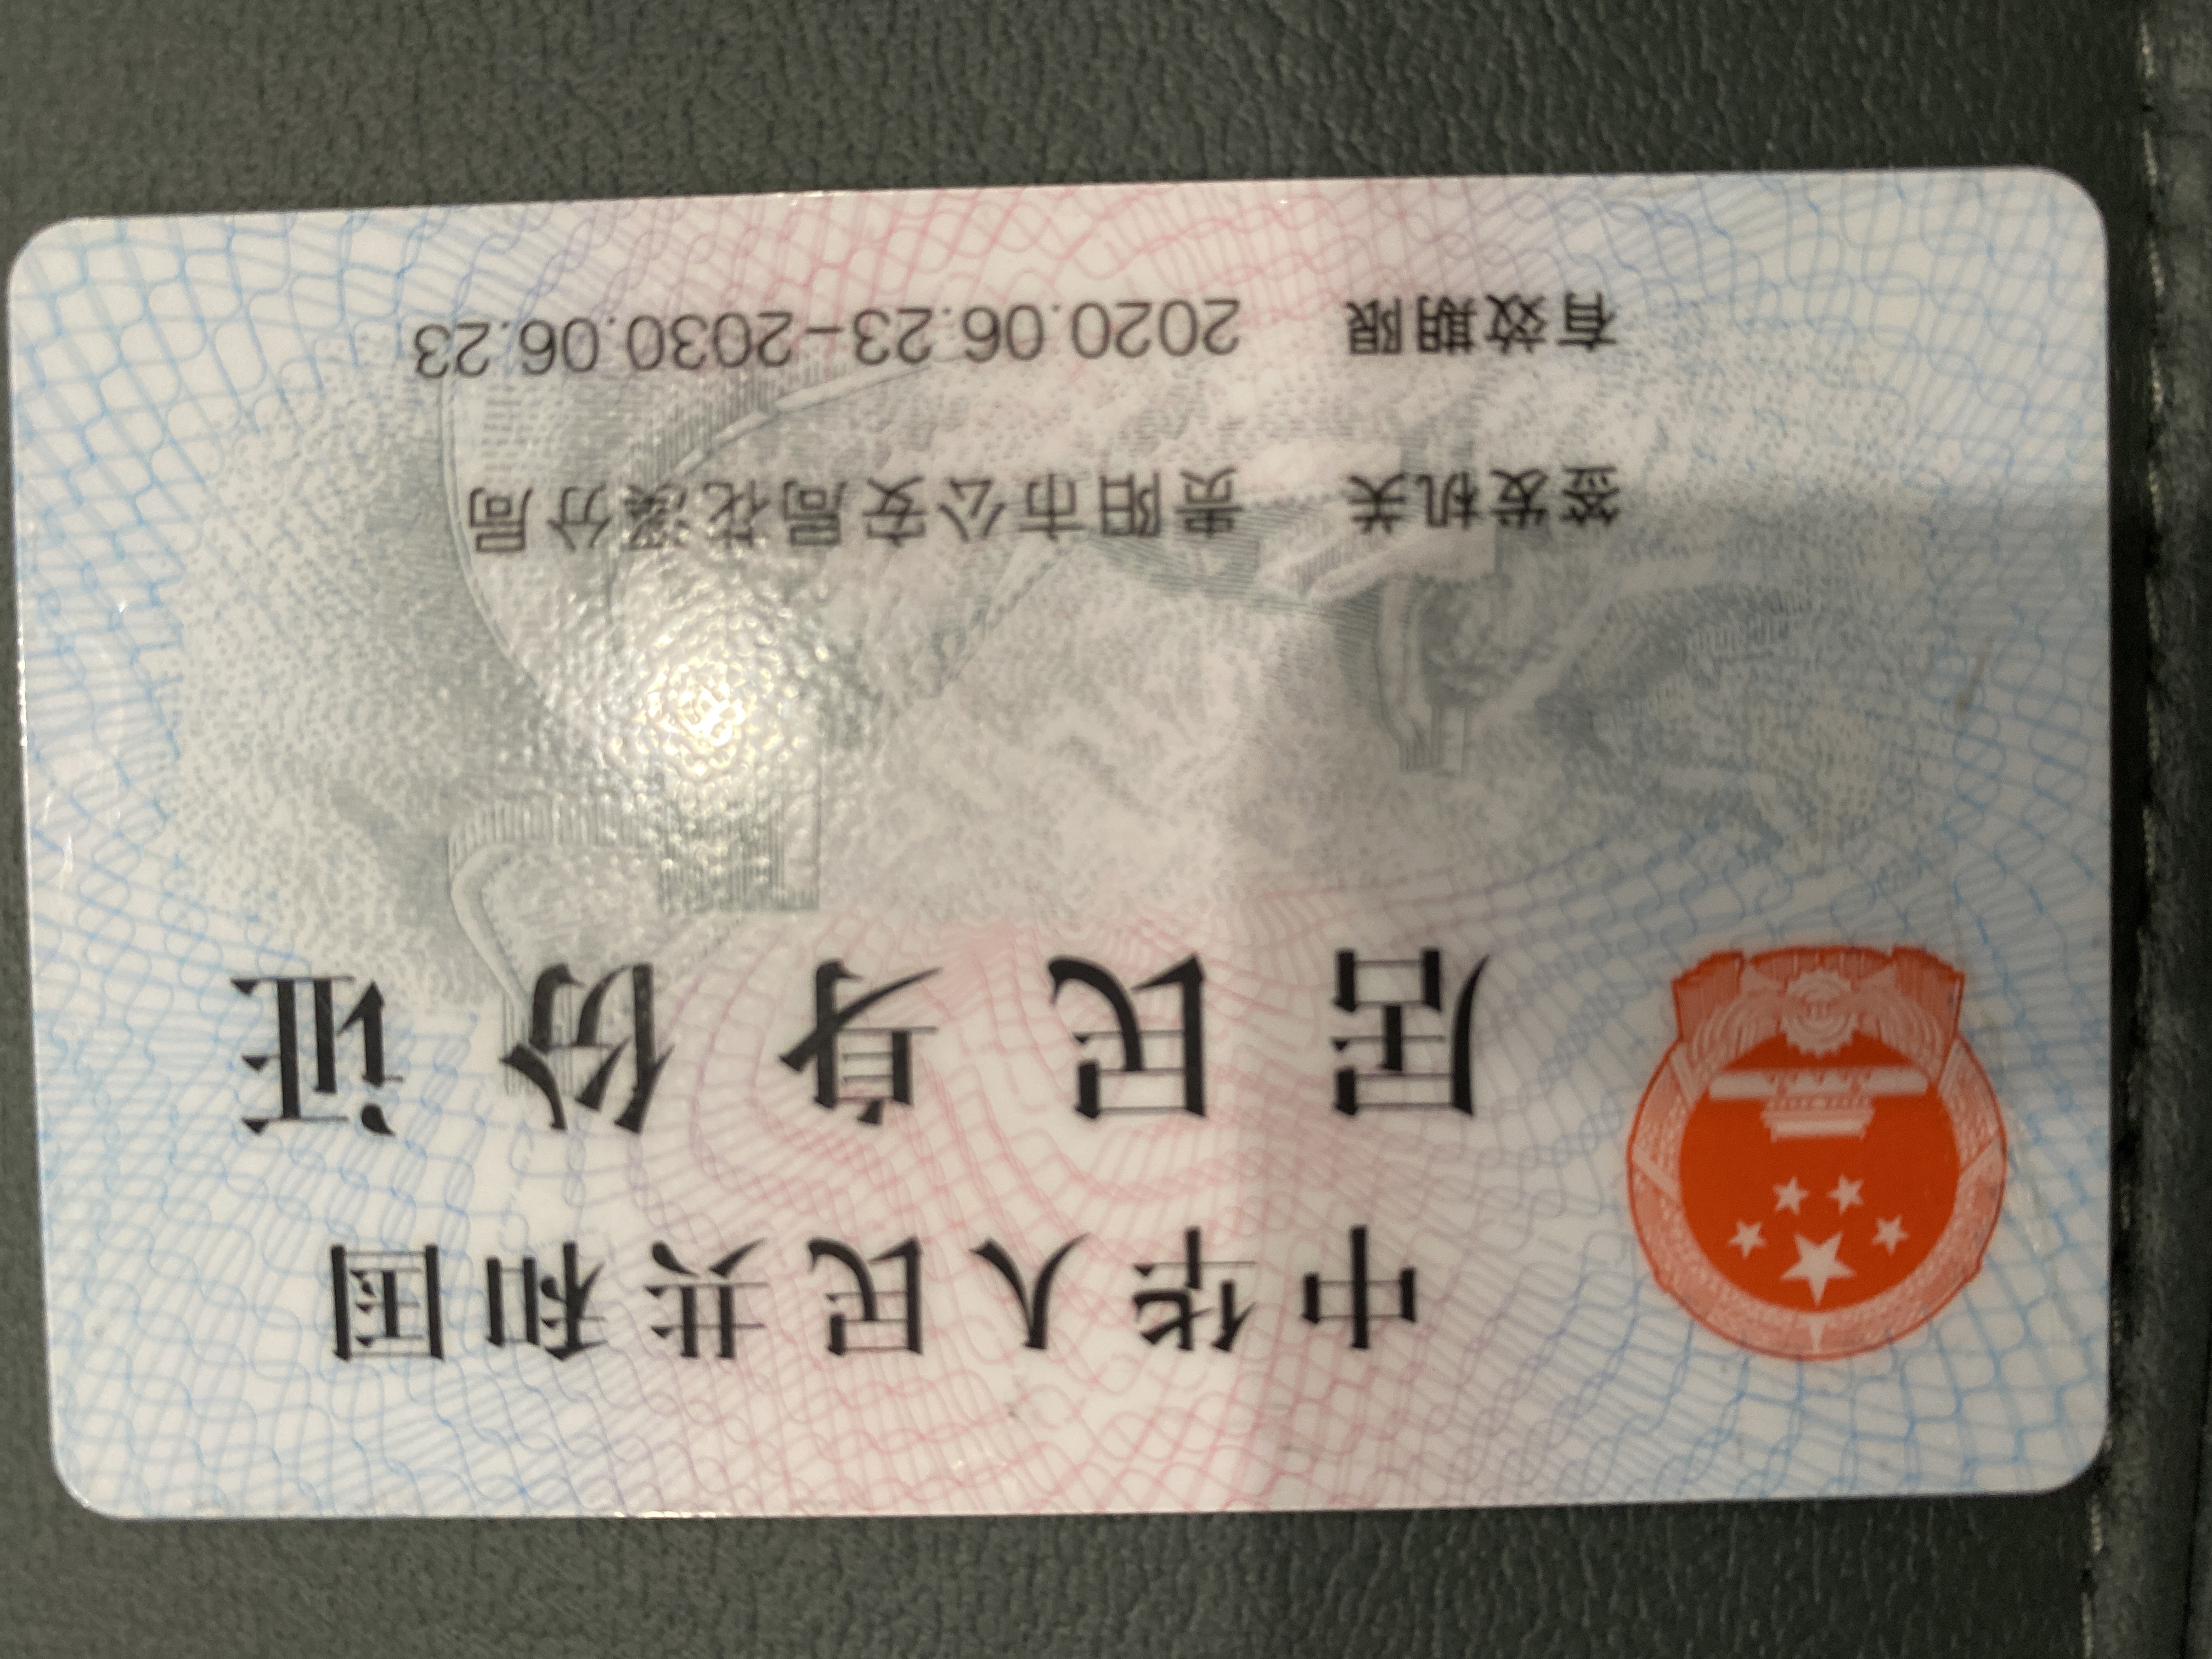 中华人民共和国
居民身份证
签发机关 贵阳市公安局花溪分局
有效期限 2020.06.23-2030.06.23